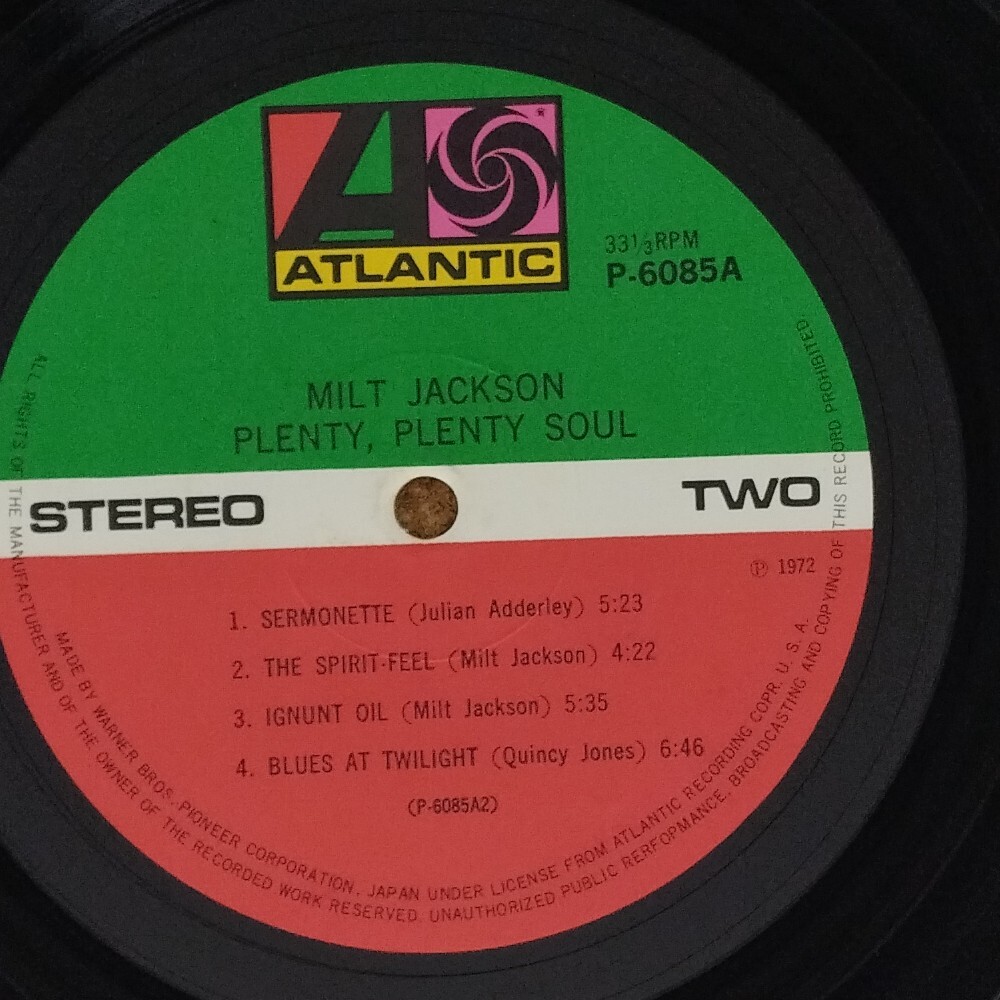 ATLANTIC
33⅓RPM
P-6085A
MILT JACKSON
PLENTY, PLENTY SOUL
STEREO
TWO
℗ 1972
1. SERMONETTE (Julian Adderley) 5:23
2. THE SPIRIT-FEEL (Milt Jackson) 4:22
3. IGNUNT OIL (Milt Jackson) 5:35
4. BLUES AT TWILIGHT (Quincy Jones) 6:46
(P-6085A2)
MADE BY WARNER BROS. PIONEER CORPORATION, JAPAN UNDER LICENSE FROM ATLANTIC RECORDING COPR. U. S. A.
ALL RIGHTS OF THE MANUFACTURER AND OF THE OWNER OF THE RECORDED WORK RESERVED. UNAUTHORIZED PUBLIC RERFOPMANCE, BROADCASTING AND COPYING OF THIS RECORD PROHIBITED